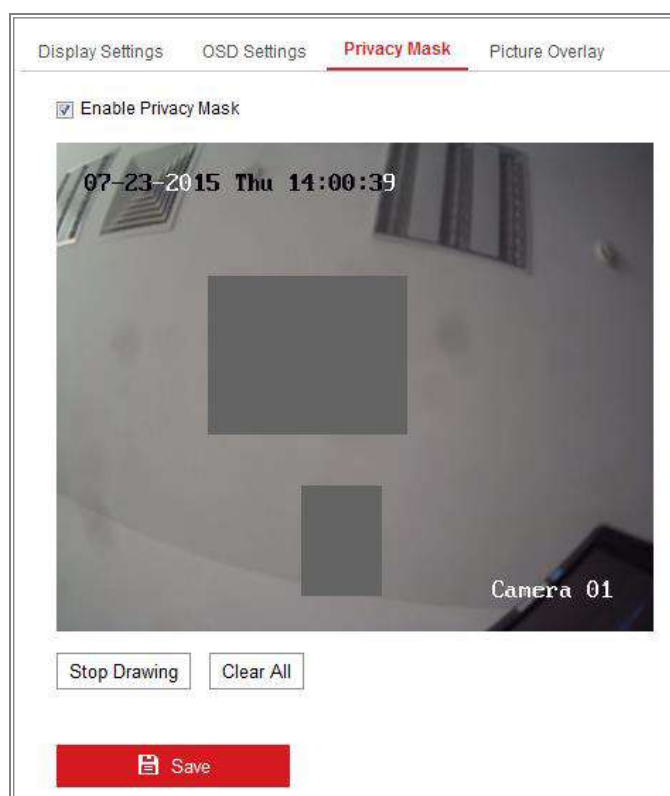 Display Settings OSD Settings Privacy Mask Picture Overlay
Enable Privacy Mask
07-23-2015 Thu 14:00:39
Camera 01
Stop Drawing Clear All
Save